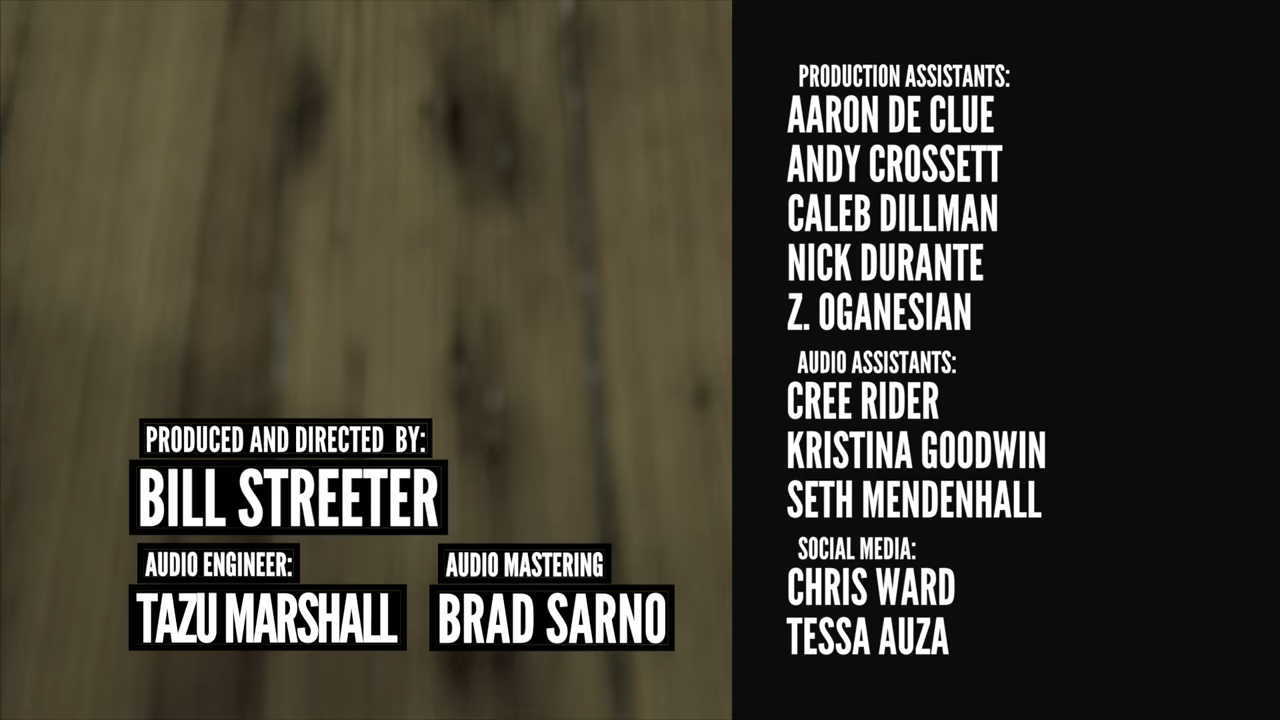 PRODUCED AND DIRECTED BY:
BILL STREETER
AUDIO ENGINEER:
TAZU MARSHALL
AUDIO MASTERING
BRAD SARNO
PRODUCTION ASSISTANTS:
AARON DE CLUE
ANDY CROSSETT
CALEB DILLMAN
NICK DURANTE
Z. OGANESIAN
AUDIO ASSISTANTS:
CREE RIDER
KRISTINA GOODWIN
SETH MENDENHALL
SOCIAL MEDIA:
CHRIS WARD
TESSA AUZA